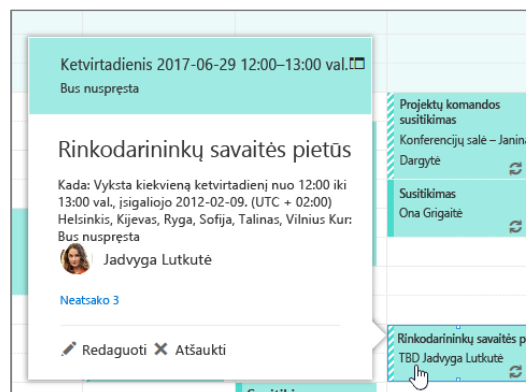 Ketvirtadienis 2017-06-29 12:00–13:00 val.
Bus nuspręsta
Rinkodarininkų savaitės pietūs
Kada: Vyksta kiekvieną ketvirtadienį nuo 12:00 iki
13:00 val., įsigaliojo 2012-02-09. (UTC + 02:00)
Helsinkis, Kijevas, Ryga, Sofija, Talinas, Vilnius Kur:
Bus nuspręsta
Jadvyga Lutkutė
Neatsako 3
Redaguoti Atšaukti
Projektų komandos
susitikimas
Konferencijų salė – Janina
Dargytė
Susitikimas
Ona Grigaitė
Rinkodarininkų savaitės p
TBD Jadvyga Lutkutė